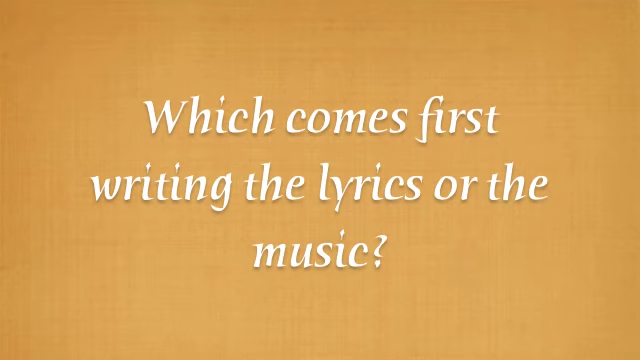 Which comes first
writing the lyrics or the
music?